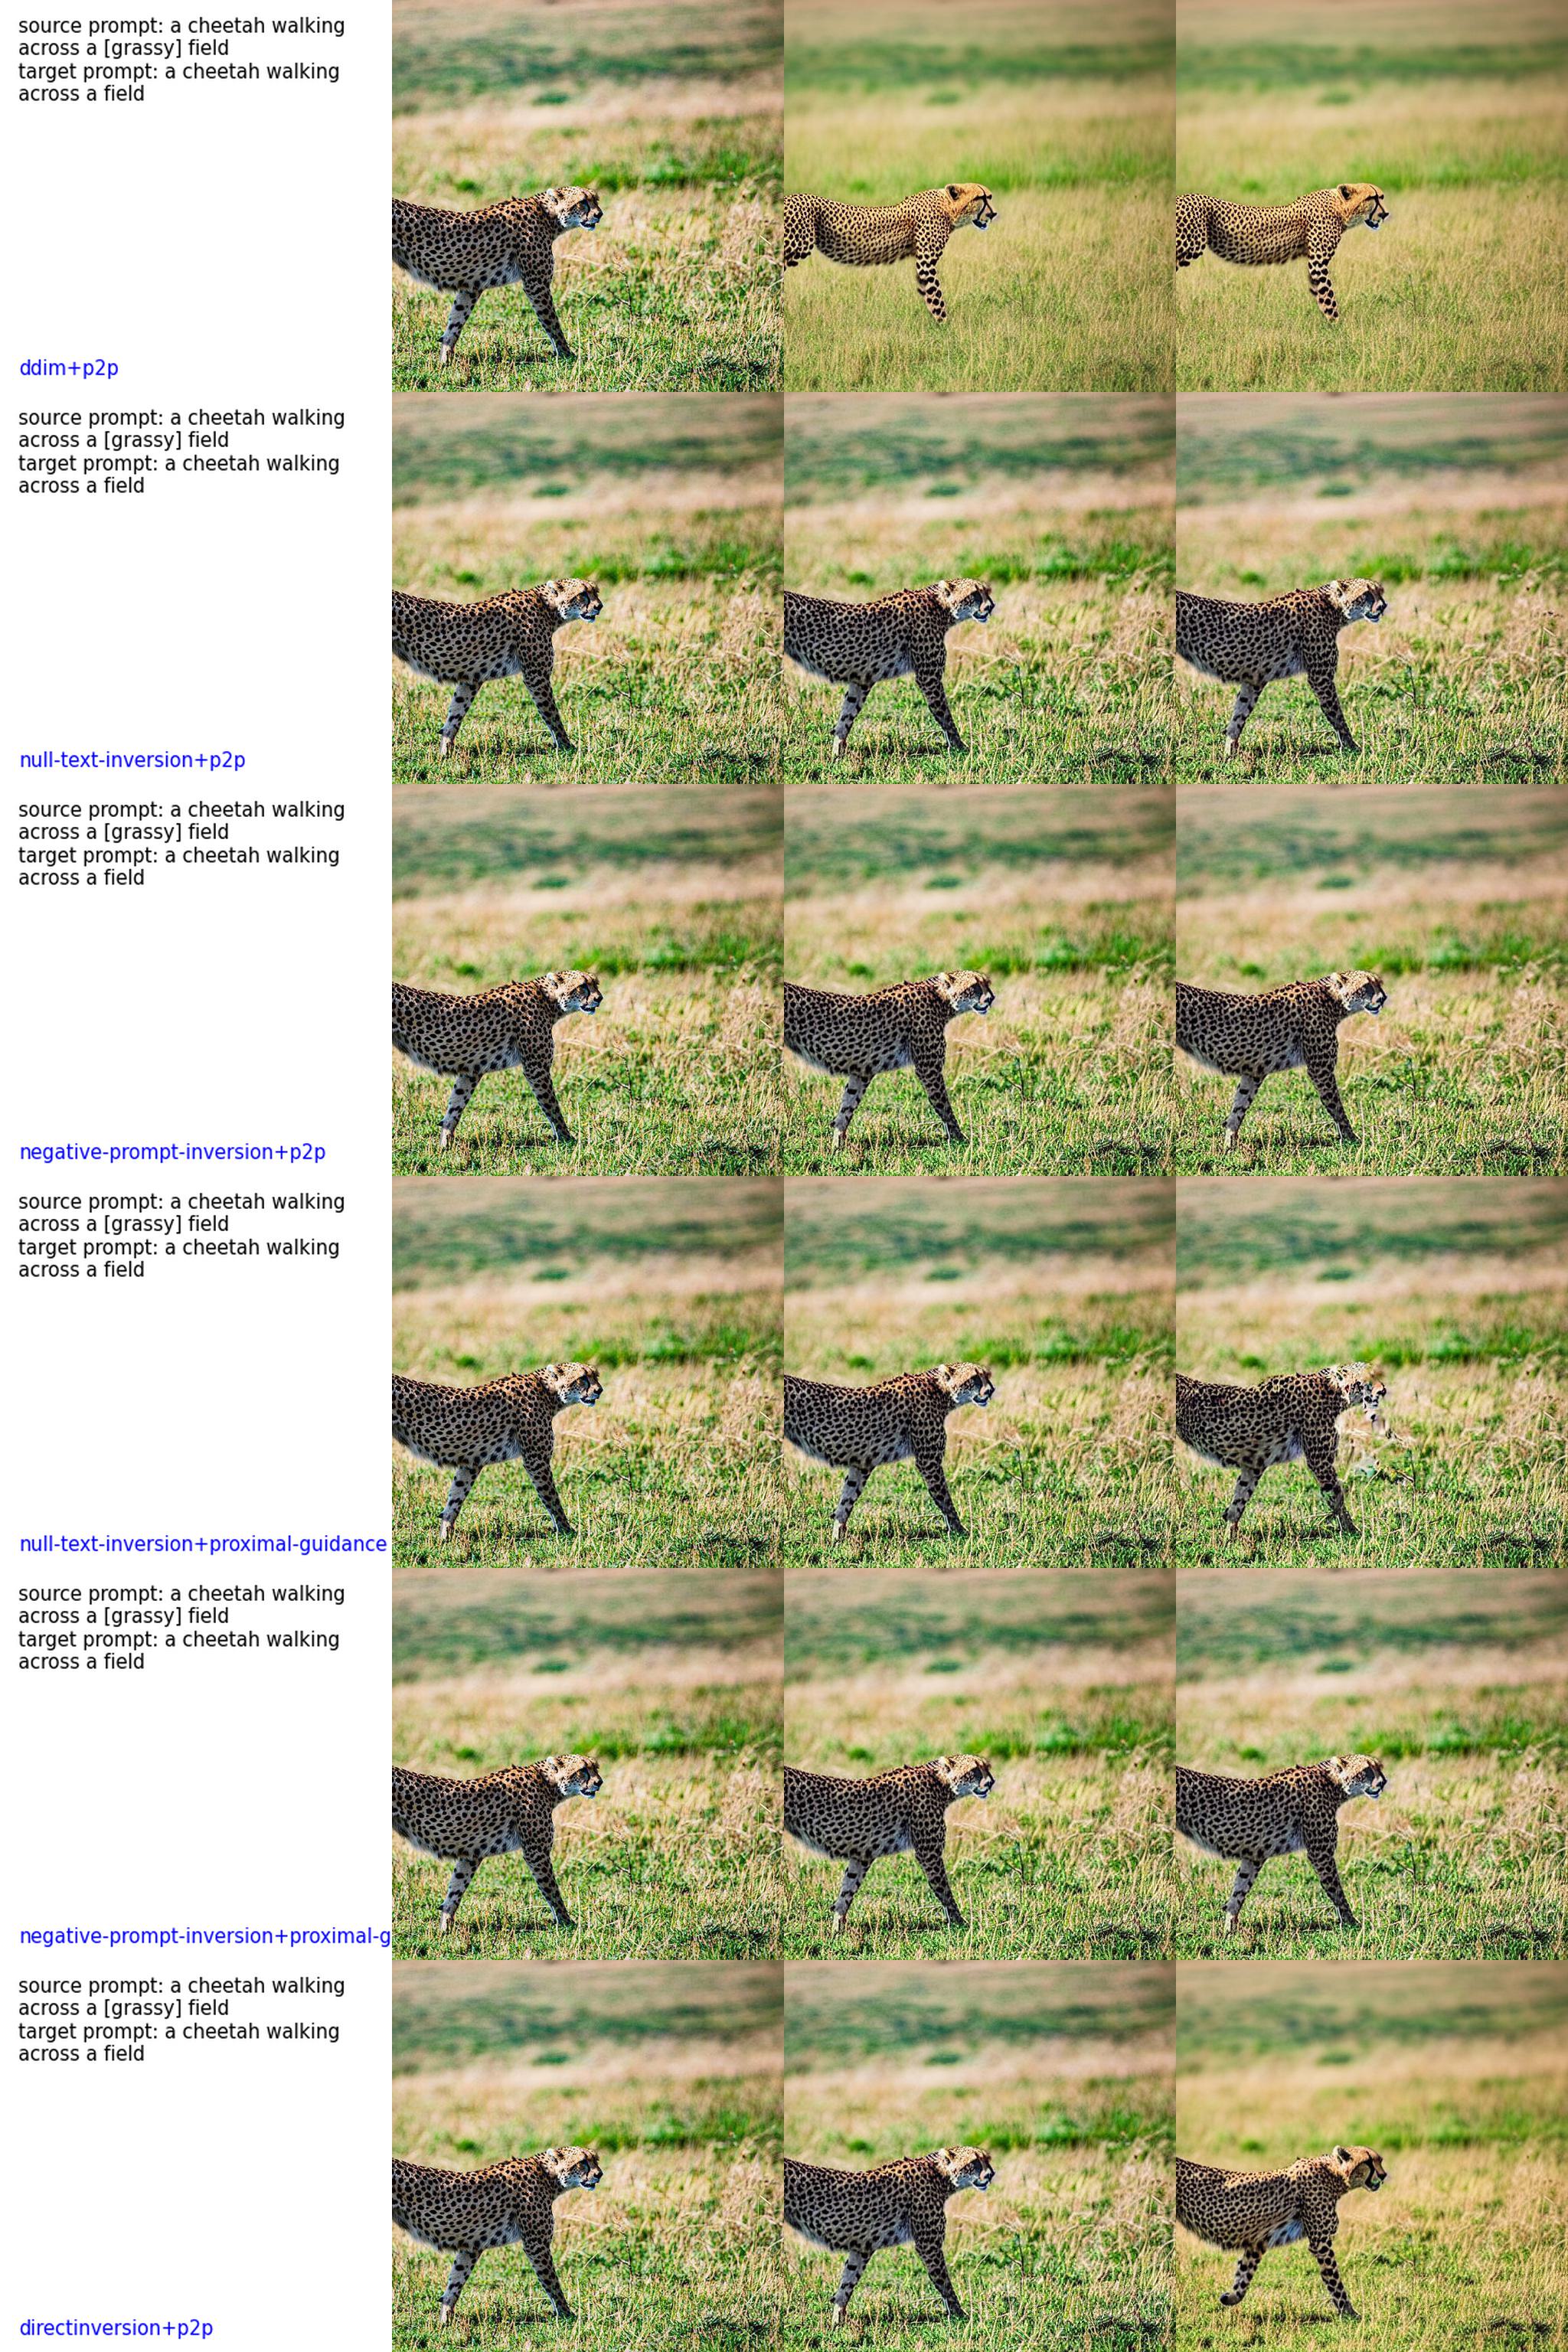 source prompt: a cheetah walking
across a [grassy] field
target prompt: a cheetah walking
across a field
ddim+p2p
source prompt: a cheetah walking
across a [grassy] field
target prompt: a cheetah walking
across a field
null-text-inversion+p2p
source prompt: a cheetah walking
across a [grassy] field
target prompt: a cheetah walking
across a field
negative-prompt-inversion+p2p
source prompt: a cheetah walking
across a [grassy] field
target prompt: a cheetah walking
across a field
null-text-inversion+proximal-guidance
source prompt: a cheetah walking
across a [grassy] field
target prompt: a cheetah walking
across a field
negative-prompt-inversion+proximal-g
source prompt: a cheetah walking
across a [grassy] field
target prompt: a cheetah walking
across a field
directinversion+p2p